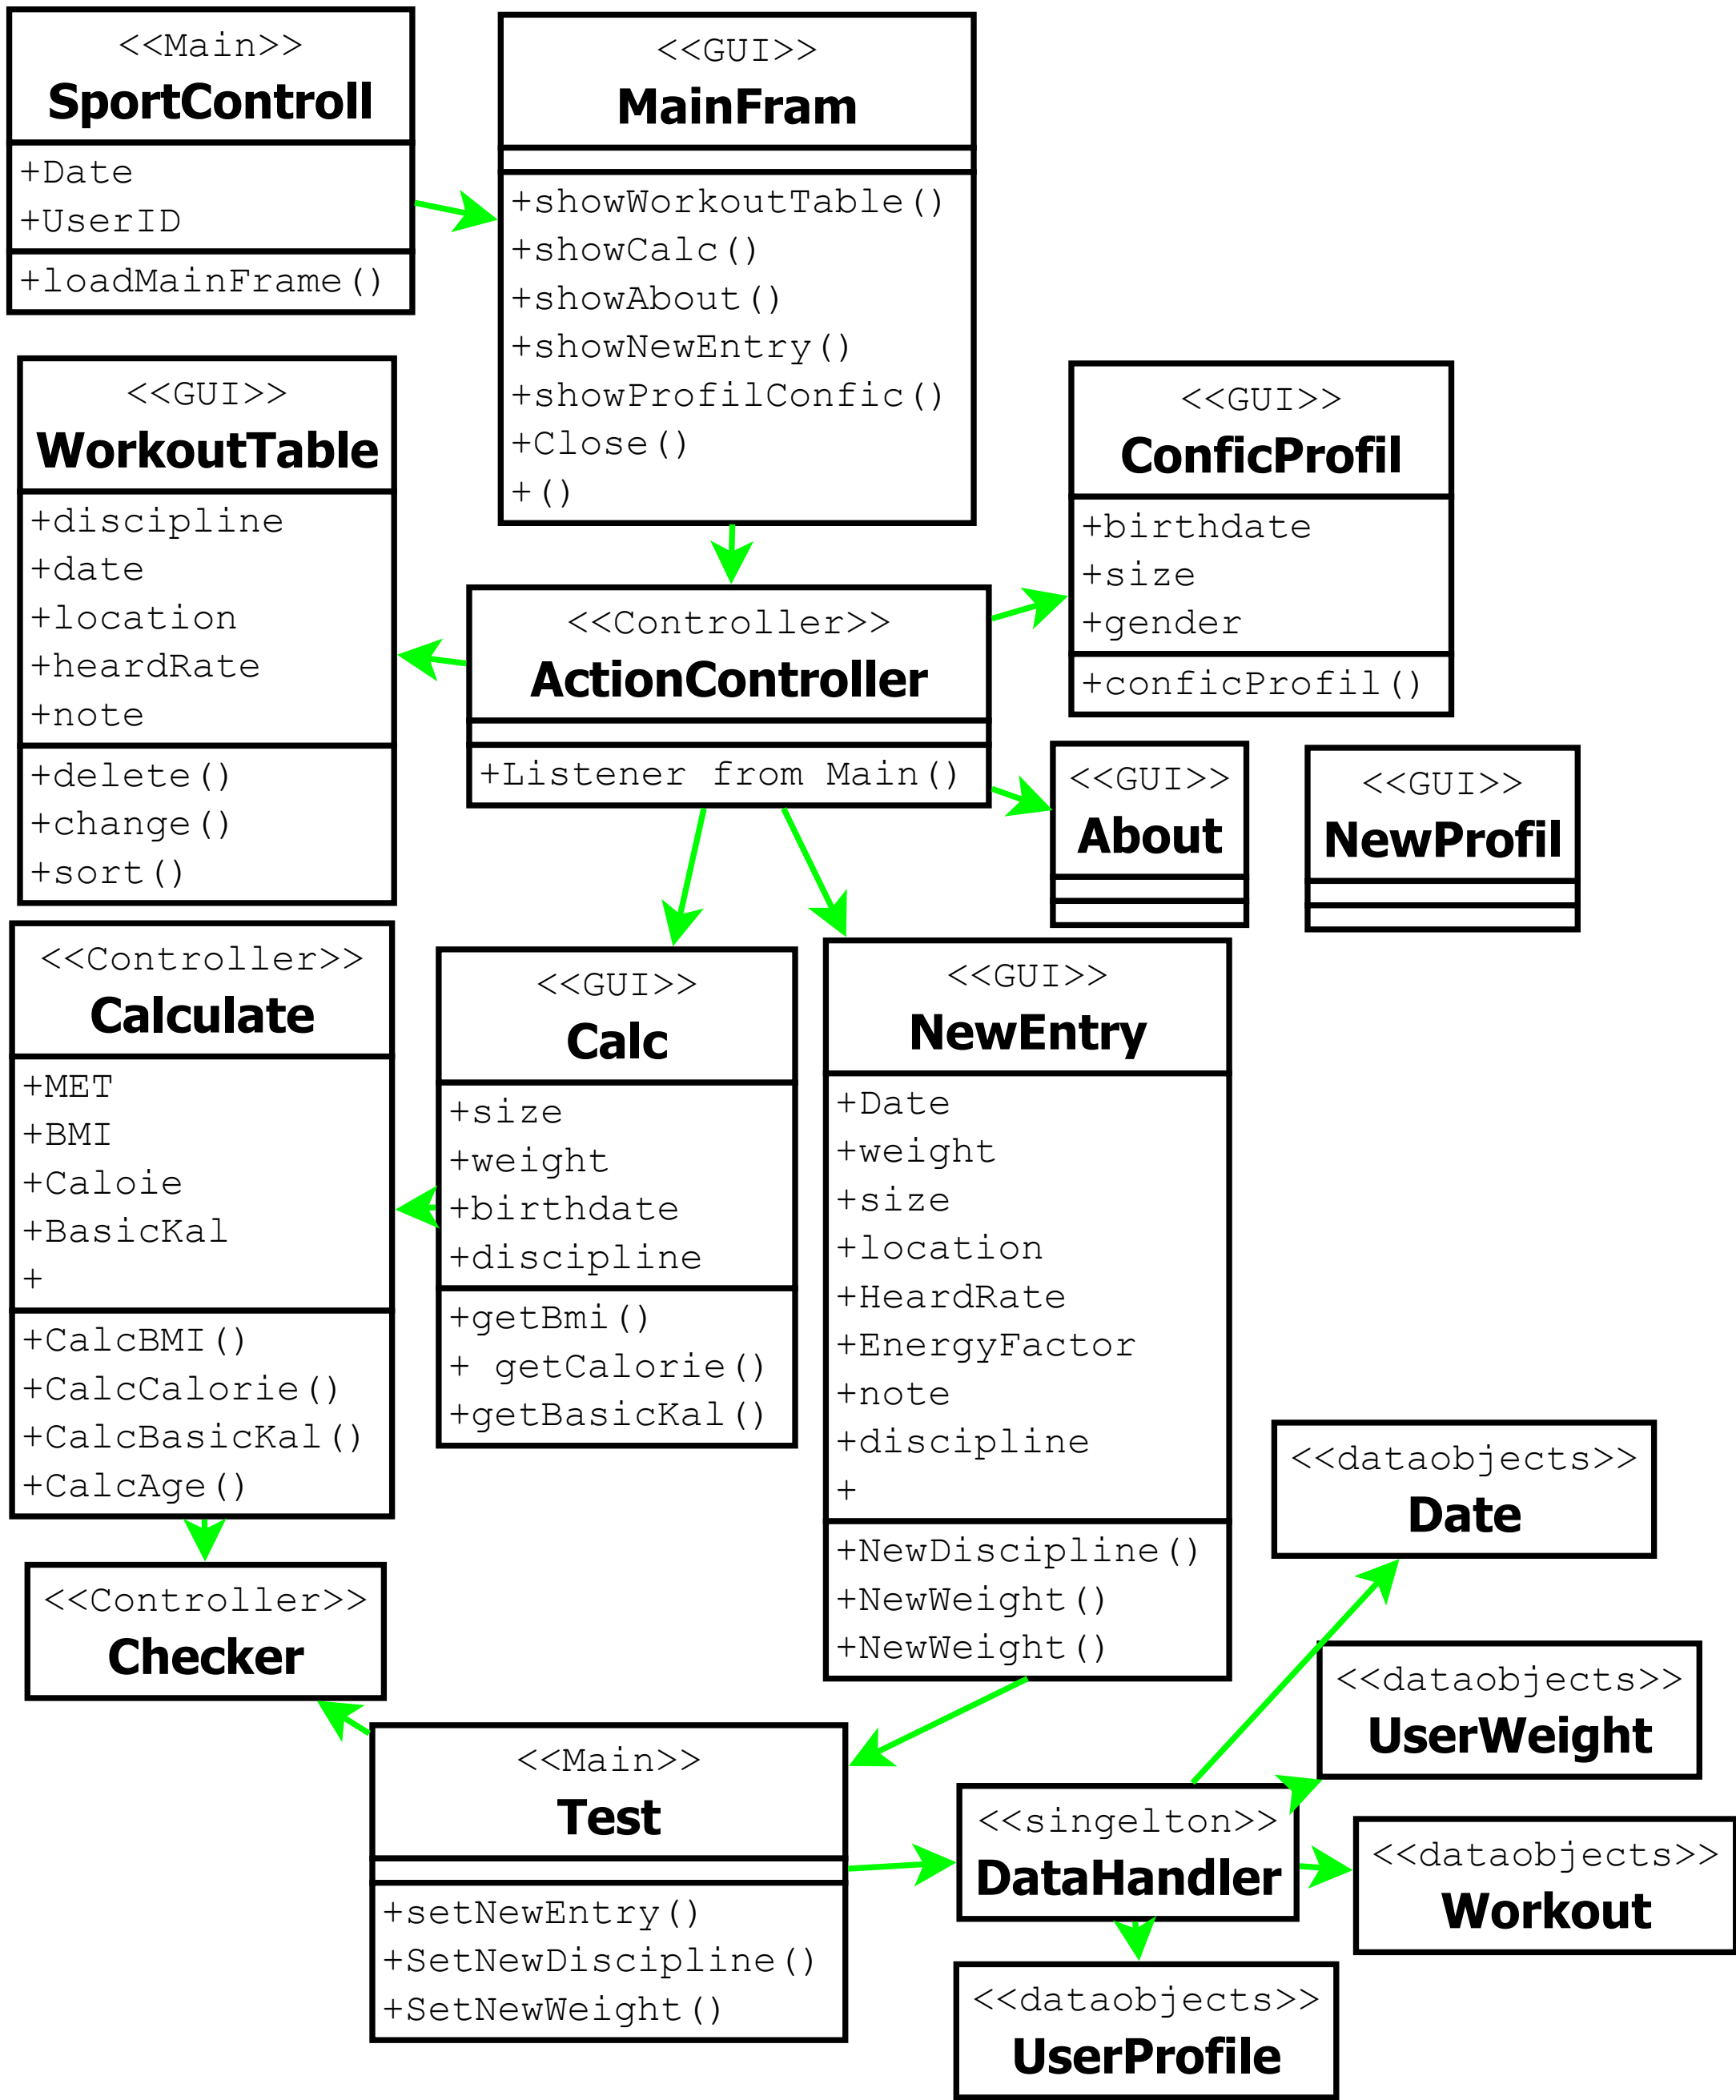 <<Main>>
SportControll
+Date
+UserID
+loadMainFrame()
<<GUI>>
MainFram
+showWorkoutTable()
+showCalc()
+showAbout()
+showNewEntry()
+showProfilConfic()
+Close()
+()
<<GUI>>
WorkoutTable
+discipline
+date
+location
+heardRate
+note
+delete()
+change()
+sort()
<<Controller>>
ActionController
+Listener from Main()
<<GUI>>
ConficProfil
+birthdate
+size
+gender
+conficProfil()
<<GUI>>
About
<<GUI>>
NewProfil
<<Controller>>
Calculate
+MET
+BMI
+Caloie
+BasicKal
+
+CalcBMI()
+CalcCalorie()
+CalcBasicKal()
+CalcAge()
<<GUI>>
Calc
+size
+weight
+birthdate
+discipline
+getBmi()
+ getCalorie()
+getBasicKal()
<<GUI>>
NewEntry
+Date
+weight
+size
+location
+HeardRate
+EnergyFactor
+note
+discipline
+
+NewDiscipline()
+NewWeight()
+NewWeight()
<<dataobjects>>
Date
<<Controller>>
Checker
<<dataobjects>>
UserWeight
<<Main>>
Test
+setNewEntry()
+SetNewDiscipline()
+SetNewWeight()
<<singelton>>
DataHandler
<<dataobjects>>
Workout
<<dataobjects>>
UserProfile